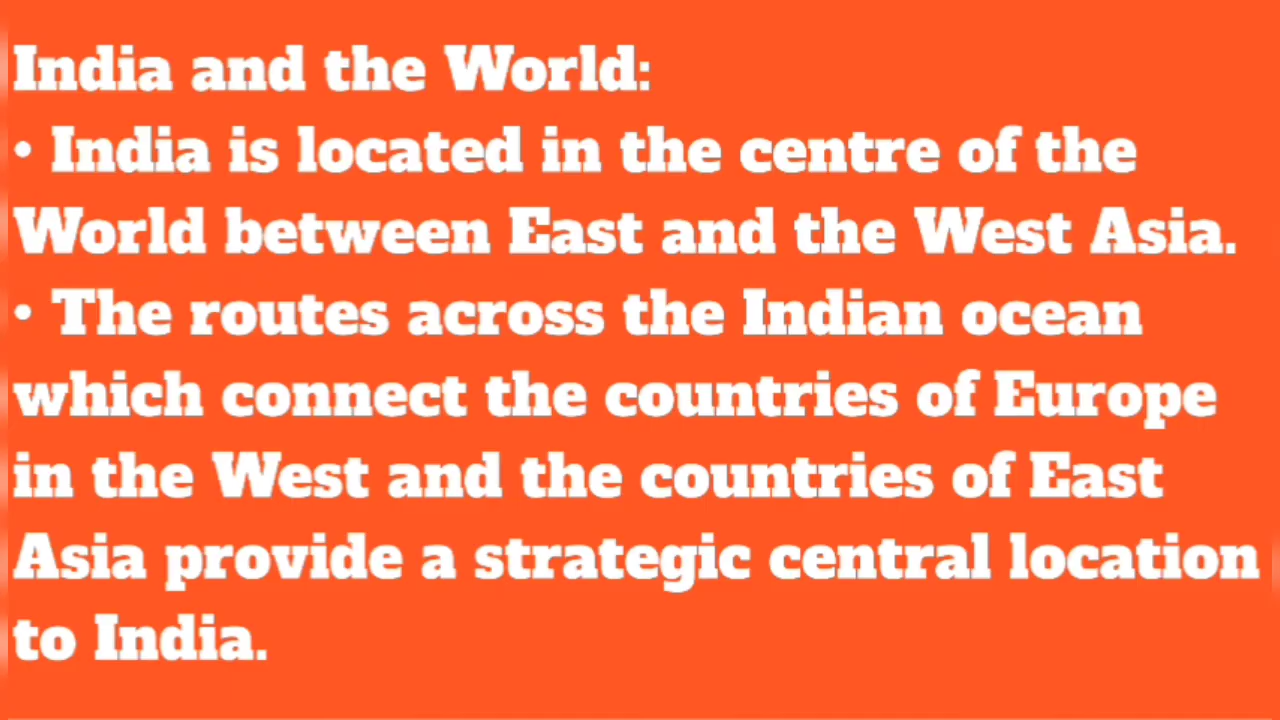 India and the World:
• India is located in the centre of the
World between East and the West Asia.
• The routes across the Indian ocean
which connect the countries of Europe
in the West and the countries of East
Asia provide a strategic central location
to India.